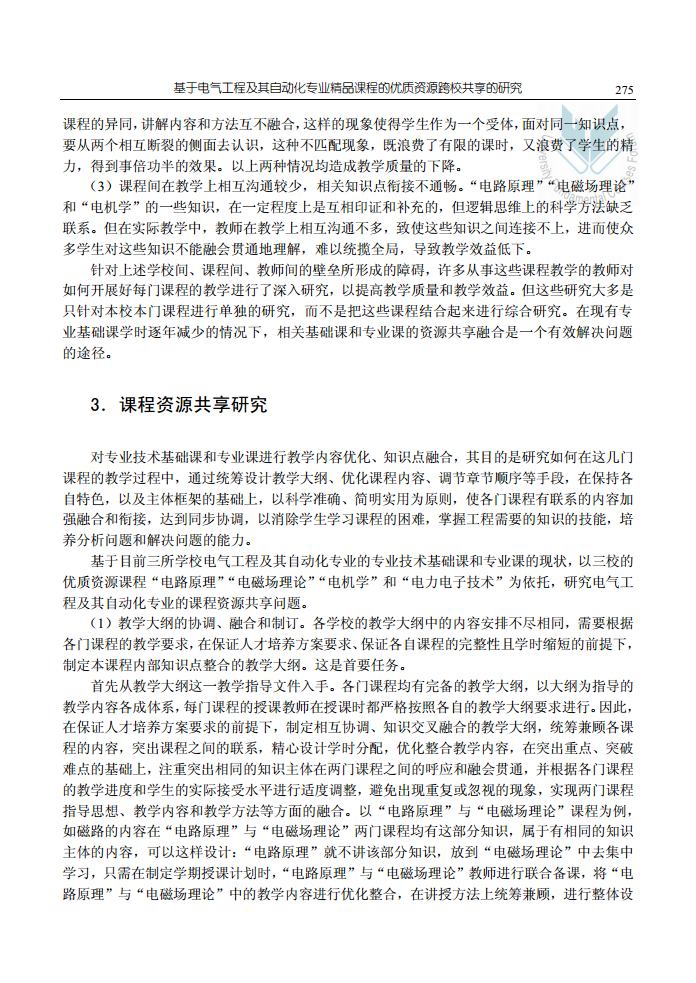 基于电气工程及其自动化专业精品课程的优质资源跨校共享的研究 275
课程的异同，讲解内容和方法互不融合，这样的现象使得学生作为一个受体，面对同一知识点，
要从两个相互断裂的侧面去认识，这种不匹配现象，既浪费了有限的课时，又浪费了学生的精
力，得到事倍功半的效果。以上两种情况均造成教学质量的下降。
（3）课程间在教学上相互沟通较少，相关知识点衔接不通畅。“电路原理”“电磁场理论”
和“电机学”的一些知识，在一定程度上是互相印证和补充的，但逻辑思维上的科学方法缺乏
联系。但在实际教学中，教师在教学上相互沟通不多，致使这些知识之间连接不上，进而使众
多学生对这些知识不能融会贯通地理解，难以统揽全局，导致教学效益低下。
针对上述学校间、课程间、教师间的壁垒所形成的障碍，许多从事这些课程教学的教师对
如何开展好每门课程的教学进行了深入研究，以提高教学质量和教学效益。但这些研究大多是
只针对本校本门课程进行单独的研究，而不是把这些课程结合起来进行综合研究。在现有专
业基础课学时逐年减少的情况下，相关基础课和专业课的资源共享融合是一个有效解决问题
的途径。
3．课程资源共享研究
对专业技术基础课和专业课进行教学内容优化、知识点融合，其目的是研究如何在这几门
课程的教学过程中，通过统筹设计教学大纲、优化课程内容、调节章节顺序等手段，在保持各
自特色，以及主体框架的基础上，以科学准确、简明实用为原则，使各门课程有联系的内容加
强融合和衔接，达到同步协调，以消除学生学习课程的困难，掌握工程需要的知识的技能，培
养分析问题和解决问题的能力。
基于目前三所学校电气工程及其自动化专业的专业技术基础课和专业课的现状，以三校的
优质资源课程“电路原理”“电磁场理论”“电机学”和“电力电子技术”为依托，研究电气工
程及其自动化专业的课程资源共享问题。
（1）教学大纲的协调、融合和制订。各学校的教学大纲中的内容安排不尽相同，需要根据
各门课程的教学要求，在保证人才培养方案要求、保证各自课程的完整性且学时缩短的前提下，
制定本课程内部知识点整合的教学大纲。这是首要任务。
首先从教学大纲这一教学指导文件入手。各门课程均有完备的教学大纲，以大纲为指导的
教学内容各成体系，每门课程的授课教师在授课时都严格按照各自的教学大纲要求进行。因此，
在保证人才培养方案要求的前提下，制定相互协调、知识交叉融合的教学大纲，统筹兼顾各课
程的内容，突出课程之间的联系，精心设计学时分配，优化整合教学内容，在突出重点、突破
难点的基础上，注重突出相同的知识主体在两门课程之间的呼应和融会贯通，并根据各门课程
的教学进度和学生的实际接受水平进行适度调整，避免出现重复或忽视的现象，实现两门课程
指导思想、教学内容和教学方法等方面的融合。以“电路原理”与“电磁场理论”课程为例，
如磁路的内容在“电路原理”与“电磁场理论”两门课程均有这部分知识，属于有相同的知识
主体的内容，可以这样设计：“电路原理”就不讲该部分知识，放到“电磁场理论”中去集中
学习，只需在制定学期授课计划时，“电路原理”与“电磁场理论”教师进行联合备课，将“电
路原理”与“电磁场理论”中的教学内容进行优化整合，在讲授方法上统筹兼顾，进行整体设